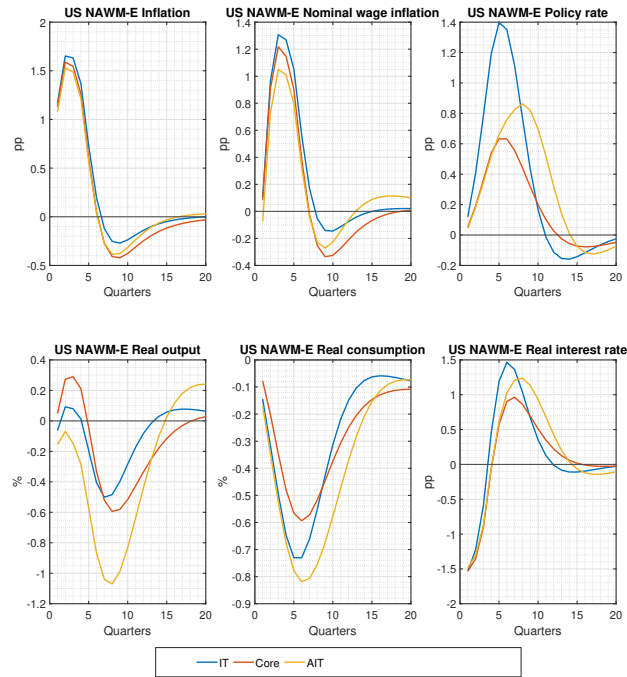 US NAWM-E Inflation
2
1.5
1
0.5
0
-0.5
pp
0 5 10 15 20
Quarters
US NAWM-E Nominal wage inflation
1.4
1.2
1
0.8
0.6
0.4
0.2
0
-0.2
-0.4
pp
0 5 10 15 20
Quarters
US NAWM-E Policy rate
1.4
1.2
1
0.8
0.6
0.4
0.2
0
-0.2
pp
0 5 10 15 20
Quarters
US NAWM-E Real output
0.4
0.2
0
-0.2
-0.4
-0.6
-0.8
-1
-1.2
%
0 5 10 15 20
Quarters
US NAWM-E Real consumption
0
-0.1
-0.2
-0.3
-0.4
-0.5
-0.6
-0.7
-0.8
-0.9
%
0 5 10 15 20
Quarters
US NAWM-E Real interest rate
1.5
1
0.5
0
-0.5
-1
-1.5
-2
pp
0 5 10 15 20
Quarters
IT Core AIT